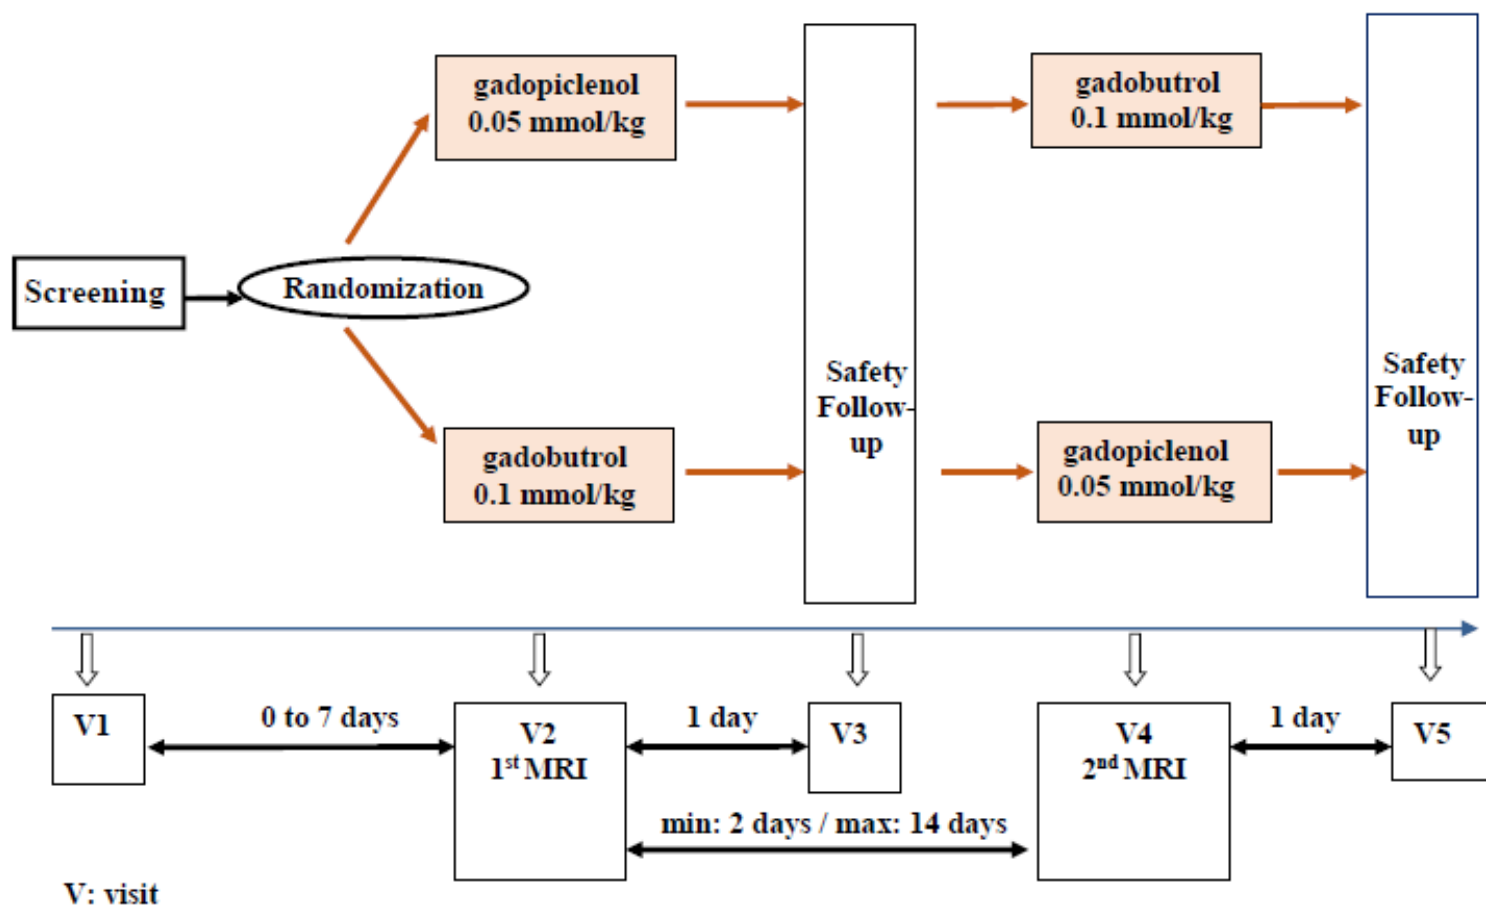 gadopiclenol
0.05 mmol/kg
gadobutrol
0.1 mmol/kg
Screening
Randomization
Safety
Follow-
up
Safety
Follow-
up
gadobutrol
0.1 mmol/kg
gadopiclenol
0.05 mmol/kg
V1
0 to 7 days
V2
1st MRI
1 day
V3
V4
2nd MRI
1 day
V5
min: 2 days / max: 14 days
V: visit